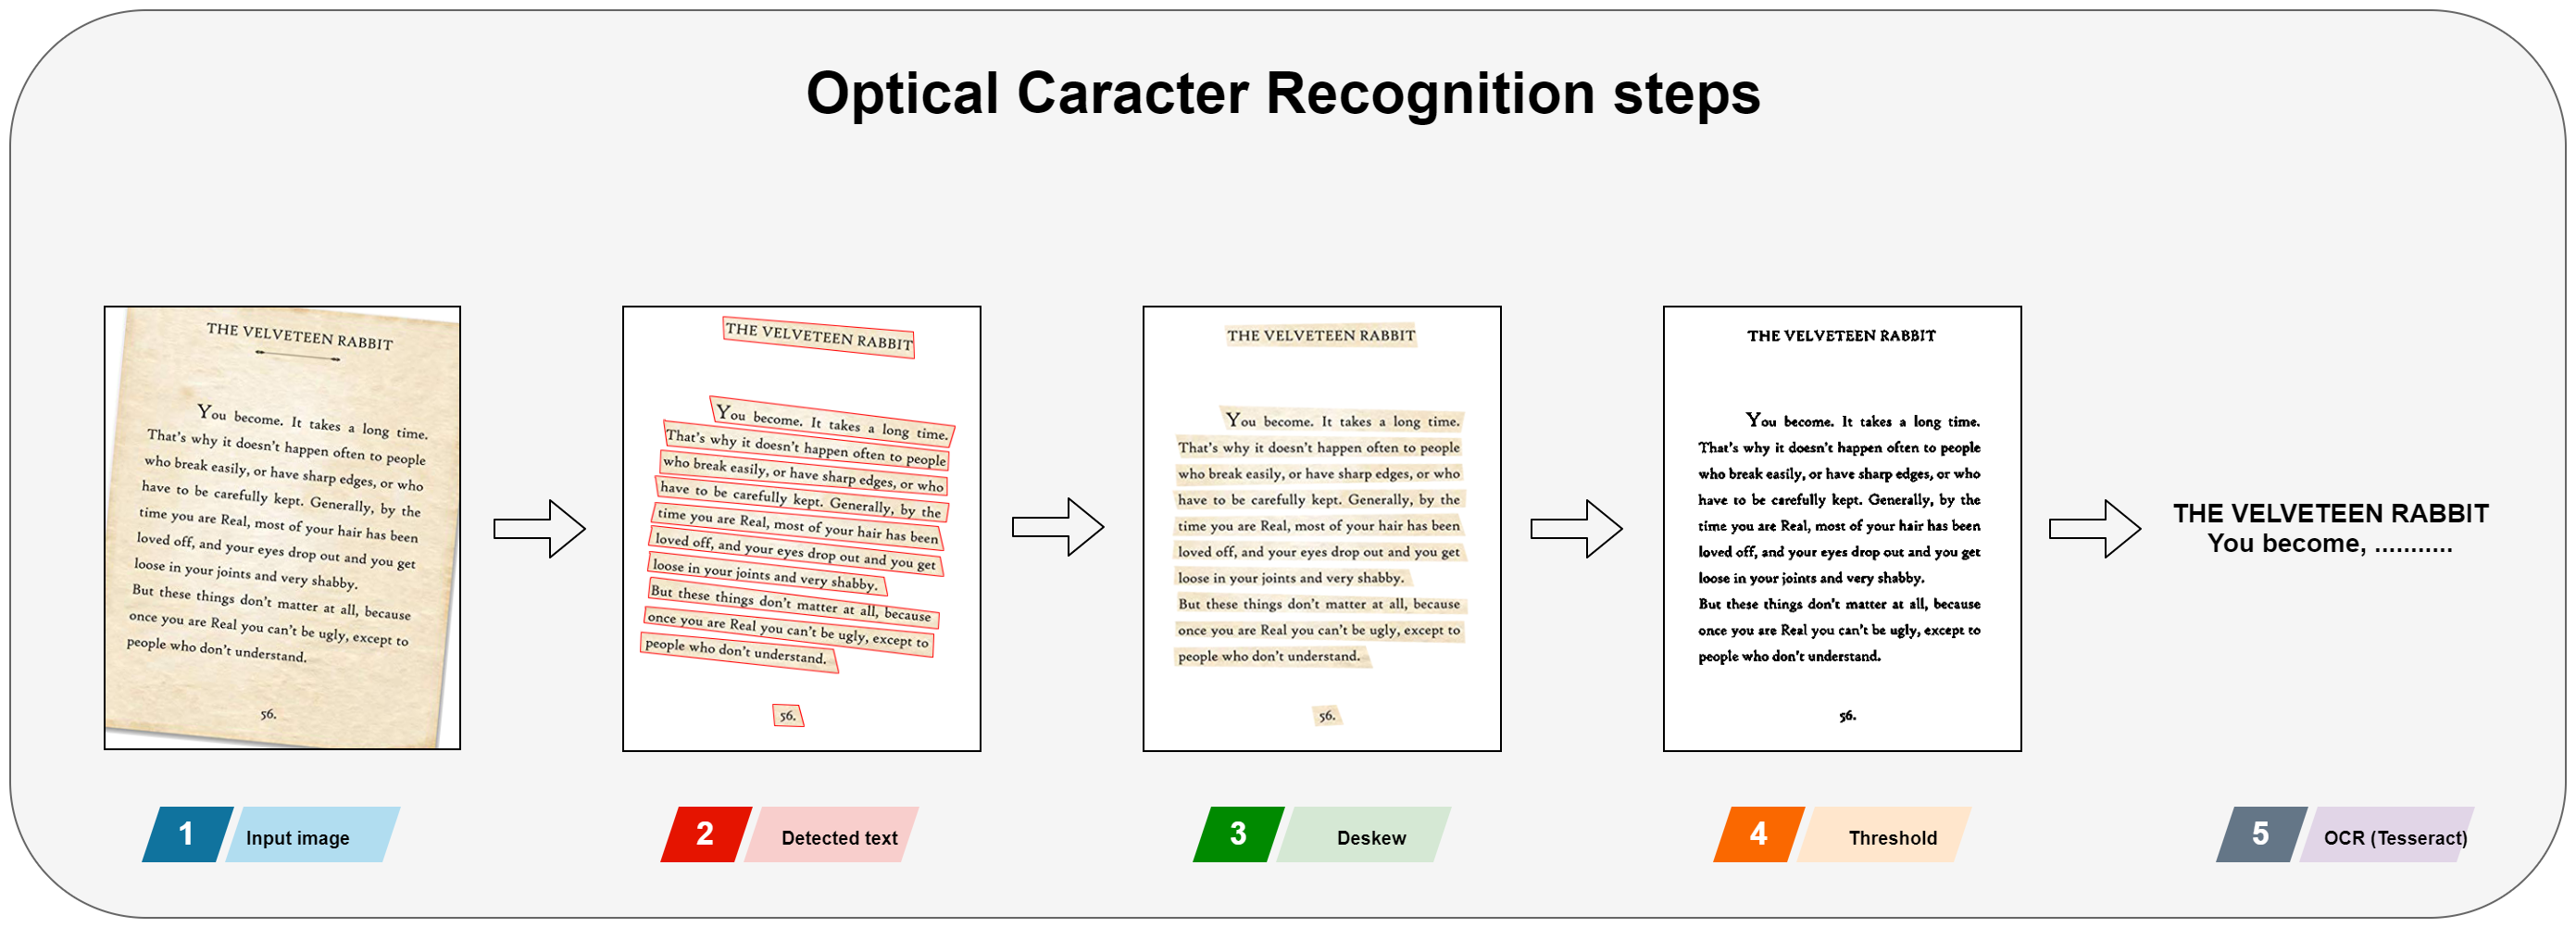 Optical Caracter Recognition steps
THE VELVETEEN RABBIT
You become. It takes a long time.
That's why it doesn't happen often to people
who break easily, or have sharp edges, or who
have to be carefully kept. Generally, by the
time you are Real, most of your hair has been
loved off, and your eyes drop out and you get
loose in your joints and very shabby.
But these things don't matter at all, because
once you are Real you can't be ugly, except to
people who don't understand.
56.
THE VELVETEEN RABBIT
You become. It takes a long time.
That's why it doesn't happen often to people
who break easily, or have sharp edges, or who
have to be carefully kept. Generally, by the
time you are Real, most of your hair has been
loved off, and your eyes drop out and you get
loose in your joints and very shabby.
But these things don't matter at all, because
once you are Real you can't be ugly, except to
people who don't understand.
56.
THE VELVETEEN RABBIT
You become. It takes a long time.
That's why it doesn't happen often to people
who break easily, or have sharp edges, or who
have to be carefully kept. Generally, by the
time you are Real, most of your hair has been
loved off, and your eyes drop out and you get
loose in your joints and very shabby.
But these things don't matter at all, because
once you are Real you can't be ugly, except to
people who don't understand.
56.
THE VELVETEEN RABBIT
You become. It takes a long time.
That's why it doesn't happen often to people
who break easily, or have sharp edges, or who
have to be carefully kept. Generally, by the
time you are Real, most of your hair has been
loved off, and your eyes drop out and you get
loose in your joints and very shabby.
But these things don't matter at all, because
once you are Real you can't be ugly, except to
people who don't understand.
56.
THE VELVETEEN RABBIT
You become, ...........
1 Input image
2 Detected text
3 Deskew
4 Threshold
5 OCR (Tesseract)